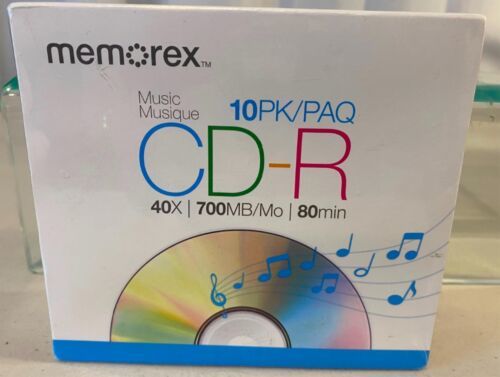 memorex™
Music
Musique
10PK/PAQ
CD-R
40X | 700MB/Mo | 80min